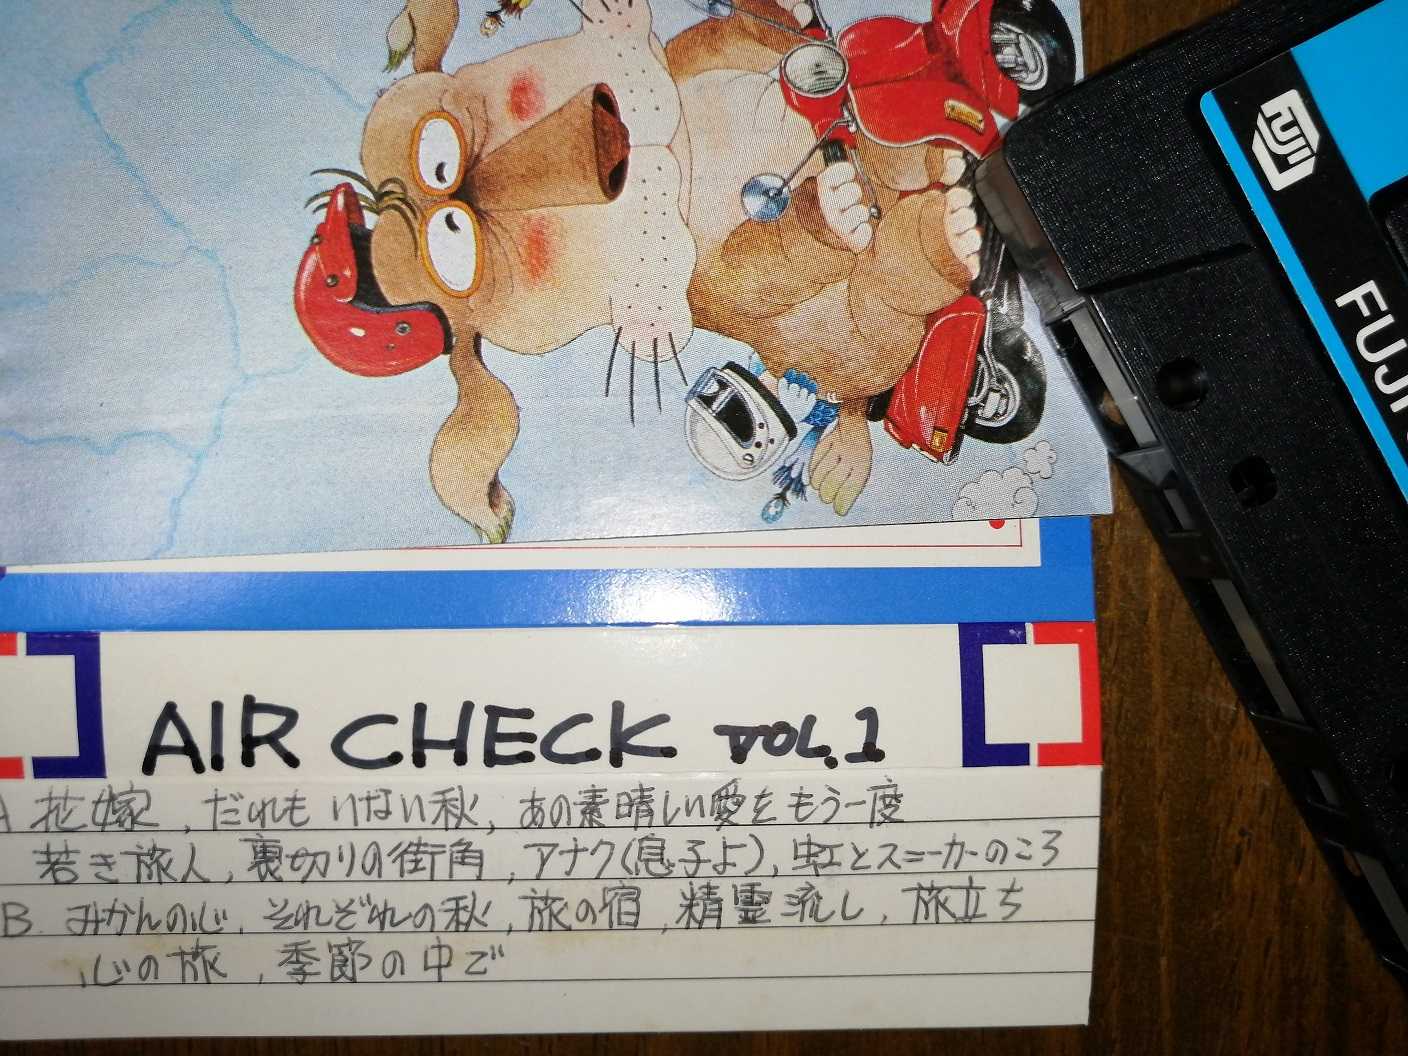 FUJI
FUJI
AIR CHECK VOL.1
A 花嫁, だれもいない秋, あの素晴しい愛をもう一度
若き旅人, 裏切りの街角, アナク(息子よ), 虹とスニーカーのころ
B. みかんの心, それぞれの秋, 旅の宿, 精霊流し, 旅立ち
心の旅, 季節の中で